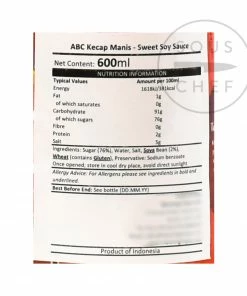 SOUS
CHEF
ABC Kecap Manis - Sweet Soy Sauce
Net Content: 600ml
NUTRITION INFORMATION
Typical Values Amount per 100ml
Energy 1618kJ/381kcal
Fat 1g
of which saturates 0g
Carbohydrate 91g
of which sugars 76g
Fibre 0g
Protein 2g
Salt 5g
Ingredients: Sugar (76%), Water, Salt, Soya Bean (2%),
Wheat (contains Gluten), Preservative: Sodium benzoate
Once opened, store in cool dry place, avoid direct sunlight
Allergy Advice: For Allergens please see ingredients in bold and
underlined.
Best Before End: See bottle (DD.MM.YY)
Product of Indonesia